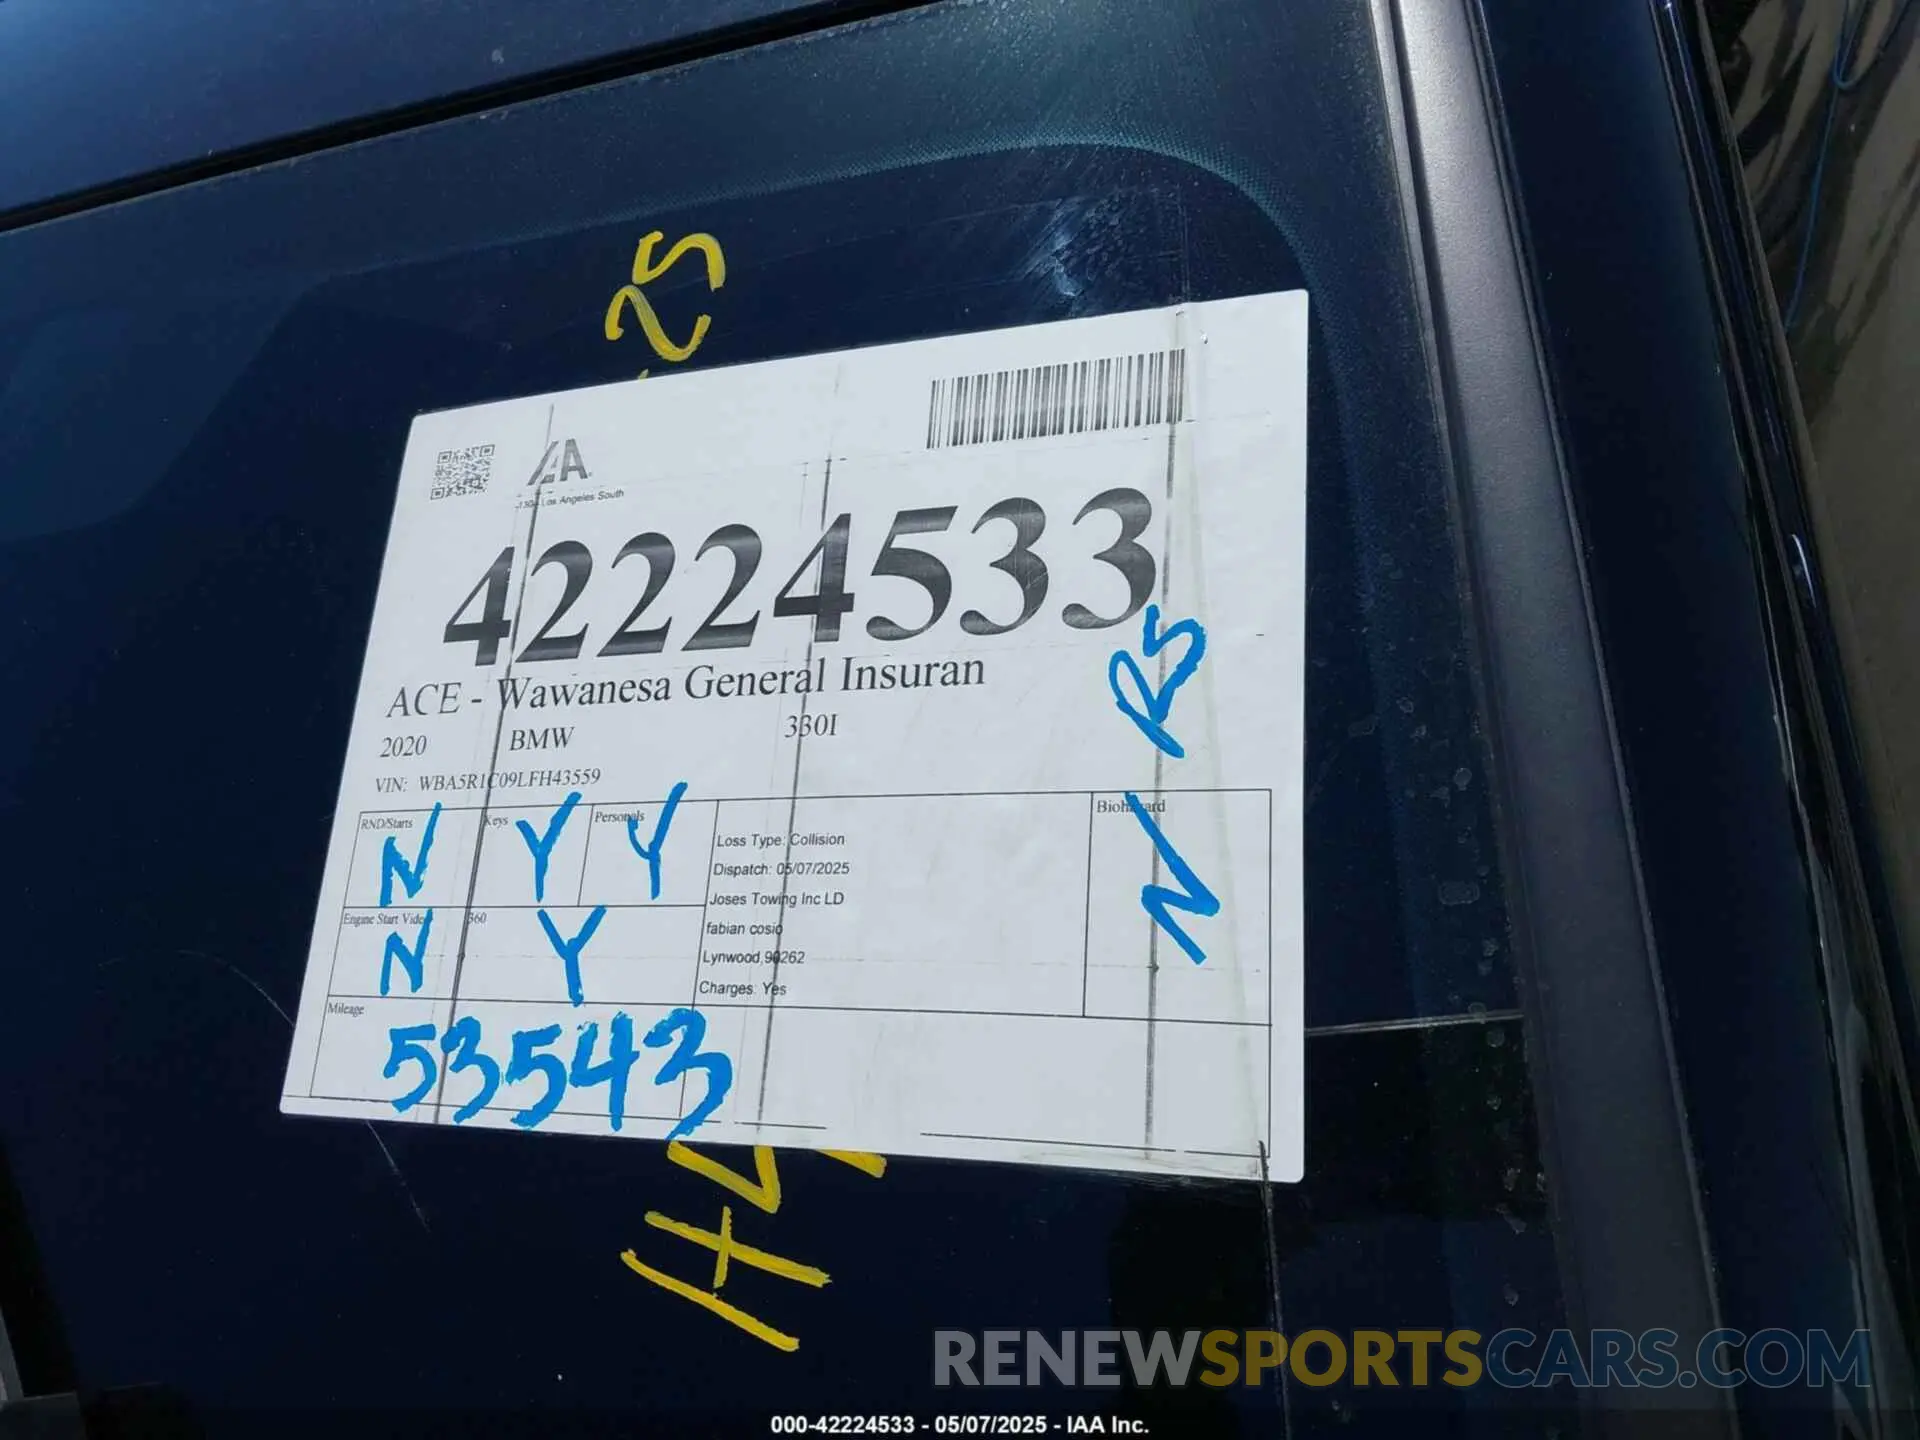 25
IAA
Los Angeles South
42224533
ACE - Wawanesa General Insuran
2020 BMW 330I
RS
VIN: WBA5R1C09LFH43559
RND/Starts Keys Personals
N Y Y
Engine Start Video 360
N Y
Mileage
53543
Loss Type: Collision
Dispatch: 05/07/2025
Joses Towing Inc LD
fabian cosio
Lynwood,90262
Charges: Yes
Biohazard
N
RENEWSPORTSCARS.COM
000-42224533 - 05/07/2025 - IAA Inc.